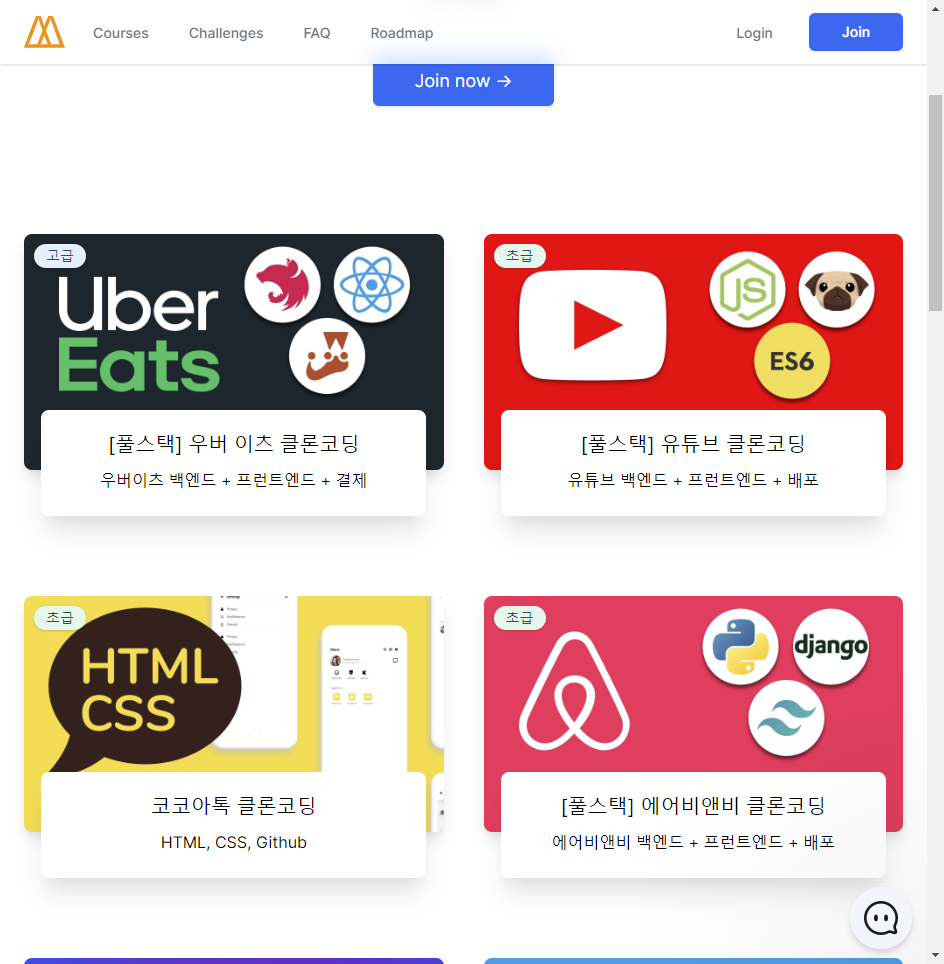 Courses Challenges FAQ Roadmap Login Join
Join now →
고급
Uber
Eats
[풀스택] 우버 이츠 클론코딩
우버이츠 백엔드 + 프런트엔드 + 결제
초급
JS
ES6
[풀스택] 유튜브 클론코딩
유튜브 백엔드 + 프런트엔드 + 배포
초급
HTML
CSS
코코아톡 클론코딩
HTML, CSS, Github
초급
django
[풀스택] 에어비앤비 클론코딩
에어비앤비 백엔드 + 프런트엔드 + 배포